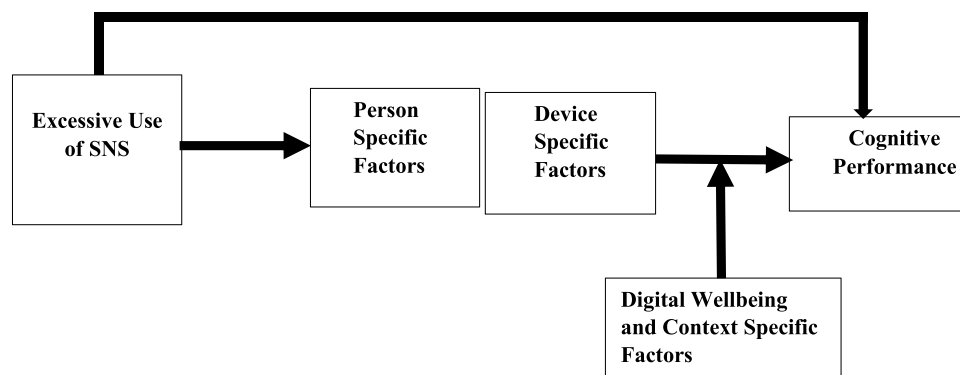 Excessive Use
of SNS
Person
Specific
Factors
Device
Specific
Factors
Cognitive
Performance
Digital Wellbeing
and Context Specific
Factors